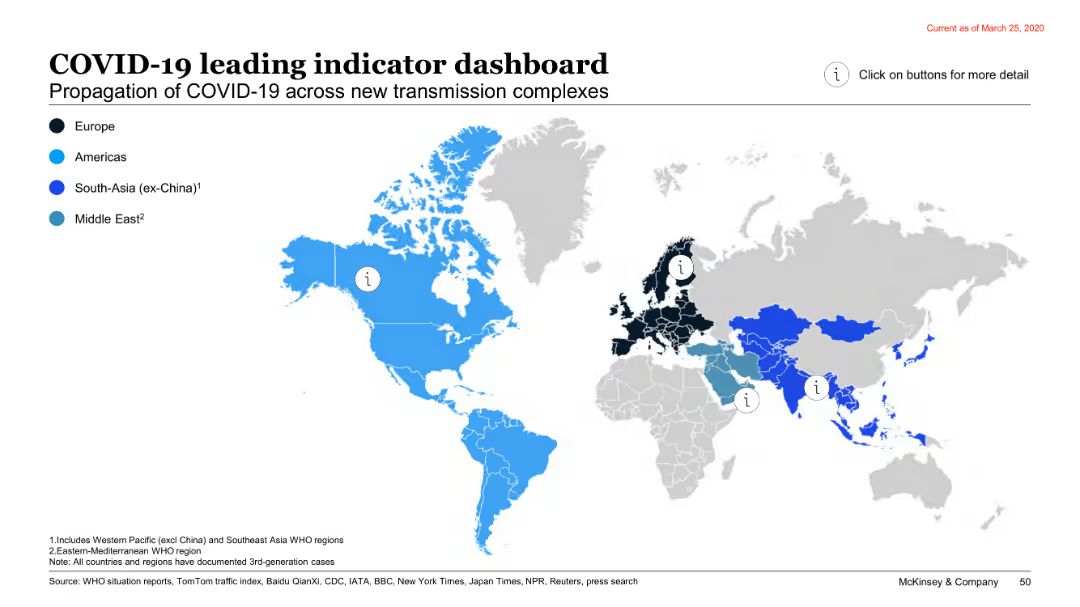 Current as of March 25, 2020
COVID-19 leading indicator dashboard
Propagation of COVID-19 across new transmission complexes
i Click on buttons for more detail
Europe
Americas
South-Asia (ex-China)¹
Middle East²
i
i
i
i
1.Includes Western Pacific (excl China) and Southeast Asia WHO regions
2.Eastern-Mediterranean WHO region
Note: All countries and regions have documented 3rd-generation cases
Source: WHO situation reports, TomTom traffic index, Baidu QianXi, CDC, IATA, BBC, New York Times, Japan Times, NPR, Reuters, press search
McKinsey & Company 50